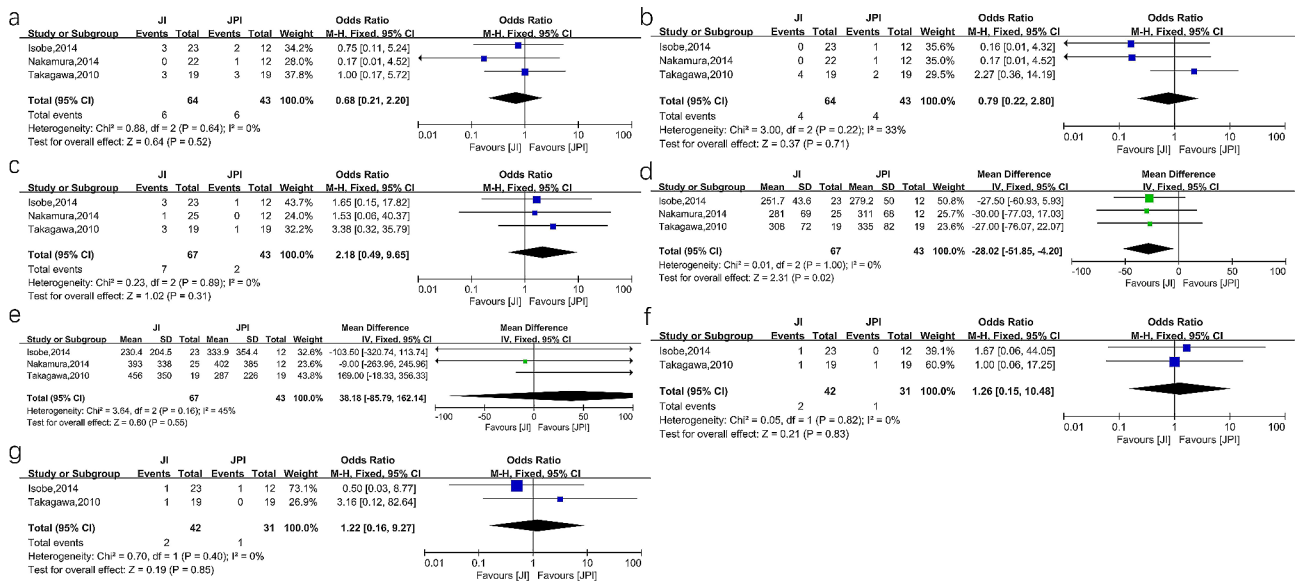 a
JI JPI Odds Ratio Odds Ratio
Study or Subgroup Events Total Events Total Weight M-H, Fixed, 95% CI M-H, Fixed, 95% CI
Isobe,2014 3 23 2 12 34.2% 0.75 [0.11, 5.24]
Nakamura,2014 0 22 1 12 28.0% 0.17 [0.01, 4.52]
Takagawa,2010 3 19 3 19 37.8% 1.00 [0.17, 5.72]
Total (95% CI) 64 43 100.0% 0.68 [0.21, 2.20]
Total events 6 6
Heterogeneity: Chi² = 0.88, df = 2 (P = 0.64); I² = 0%
Test for overall effect: Z = 0.64 (P = 0.52)
0.01 0.1 1 10 100
Favours [JI] Favours [JPI]
b
JI JPI Odds Ratio Odds Ratio
Study or Subgroup Events Total Events Total Weight M-H, Fixed, 95% CI M-H, Fixed, 95% CI
Isobe,2014 0 23 1 12 35.6% 0.16 [0.01, 4.32]
Nakamura,2014 0 22 1 12 35.0% 0.17 [0.01, 4.52]
Takagawa,2010 4 19 2 19 29.5% 2.27 [0.36, 14.19]
Total (95% CI) 64 43 100.0% 0.79 [0.22, 2.80]
Total events 4 4
Heterogeneity: Chi² = 3.00, df = 2 (P = 0.22); I² = 33%
Test for overall effect: Z = 0.37 (P = 0.71)
0.01 0.1 1 10 100
Favours [JI] Favours [JPI]
c
JI JPI Odds Ratio Odds Ratio
Study or Subgroup Events Total Events Total Weight M-H, Fixed, 95% CI M-H, Fixed, 95% CI
Isobe,2014 3 23 1 12 43.7% 1.65 [0.15, 17.82]
Nakamura,2014 1 25 0 12 24.0% 1.53 [0.06, 40.37]
Takagawa,2010 3 19 1 19 32.2% 3.38 [0.32, 35.79]
Total (95% CI) 67 43 100.0% 2.18 [0.49, 9.65]
Total events 7 2
Heterogeneity: Chi² = 0.23, df = 2 (P = 0.89); I² = 0%
Test for overall effect: Z = 1.02 (P = 0.31)
0.01 0.1 1 10 100
Favours [JI] Favours [JPI]
d
JI JPI Mean Difference Mean Difference
Study or Subgroup Mean SD Total Mean SD Total Weight IV, Fixed, 95% CI IV, Fixed, 95% CI
Isobe,2014 251.7 43.6 23 279.2 50 12 50.8% -27.50 [-60.93, 5.93]
Nakamura,2014 281 69 25 311 68 12 25.7% -30.00 [-77.03, 17.03]
Takagawa,2010 308 72 19 335 82 19 23.6% -27.00 [-76.07, 22.07]
Total (95% CI) 67 43 100.0% -28.02 [-51.85, -4.20]
Heterogeneity: Chi² = 0.01, df = 2 (P = 1.00); I² = 0%
Test for overall effect: Z = 2.31 (P = 0.02)
-100 -50 0 50 100
Favours [JI] Favours [JPI]
e
JI JPI Mean Difference Mean Difference
Study or Subgroup Mean SD Total Mean SD Total Weight IV, Fixed, 95% CI IV, Fixed, 95% CI
Isobe,2014 230.4 204.5 23 333.9 354.4 12 32.6% -103.50 [-320.74, 113.74]
Nakamura,2014 393 338 25 402 385 12 23.6% -9.00 [-263.96, 245.96]
Takagawa,2010 456 350 19 287 226 19 43.8% 169.00 [-18.33, 356.33]
Total (95% CI) 67 43 100.0% 38.18 [-85.79, 162.14]
Heterogeneity: Chi² = 3.64, df = 2 (P = 0.16); I² = 45%
Test for overall effect: Z = 0.60 (P = 0.55)
-100 -50 0 50 100
Favours [JI] Favours [JPI]
f
JI JPI Odds Ratio Odds Ratio
Study or Subgroup Events Total Events Total Weight M-H, Fixed, 95% CI M-H, Fixed, 95% CI
Isobe,2014 1 23 0 12 39.1% 1.67 [0.06, 44.05]
Takagawa,2010 1 19 1 19 60.9% 1.00 [0.06, 17.25]
Total (95% CI) 42 31 100.0% 1.26 [0.15, 10.48]
Total events 2 1
Heterogeneity: Chi² = 0.05, df = 1 (P = 0.82); I² = 0%
Test for overall effect: Z = 0.21 (P = 0.83)
0.01 0.1 1 10 100
Favours [JI] Favours [JPI]
g
JI JPI Odds Ratio Odds Ratio
Study or Subgroup Events Total Events Total Weight M-H, Fixed, 95% CI M-H, Fixed, 95% CI
Isobe,2014 1 23 1 12 73.1% 0.50 [0.03, 8.77]
Takagawa,2010 1 19 0 19 26.9% 3.16 [0.12, 82.64]
Total (95% CI) 42 31 100.0% 1.22 [0.16, 9.27]
Total events 2 1
Heterogeneity: Chi² = 0.70, df = 1 (P = 0.40); I² = 0%
Test for overall effect: Z = 0.19 (P = 0.85)
0.01 0.1 1 10 100
Favours [JI] Favours [JPI]